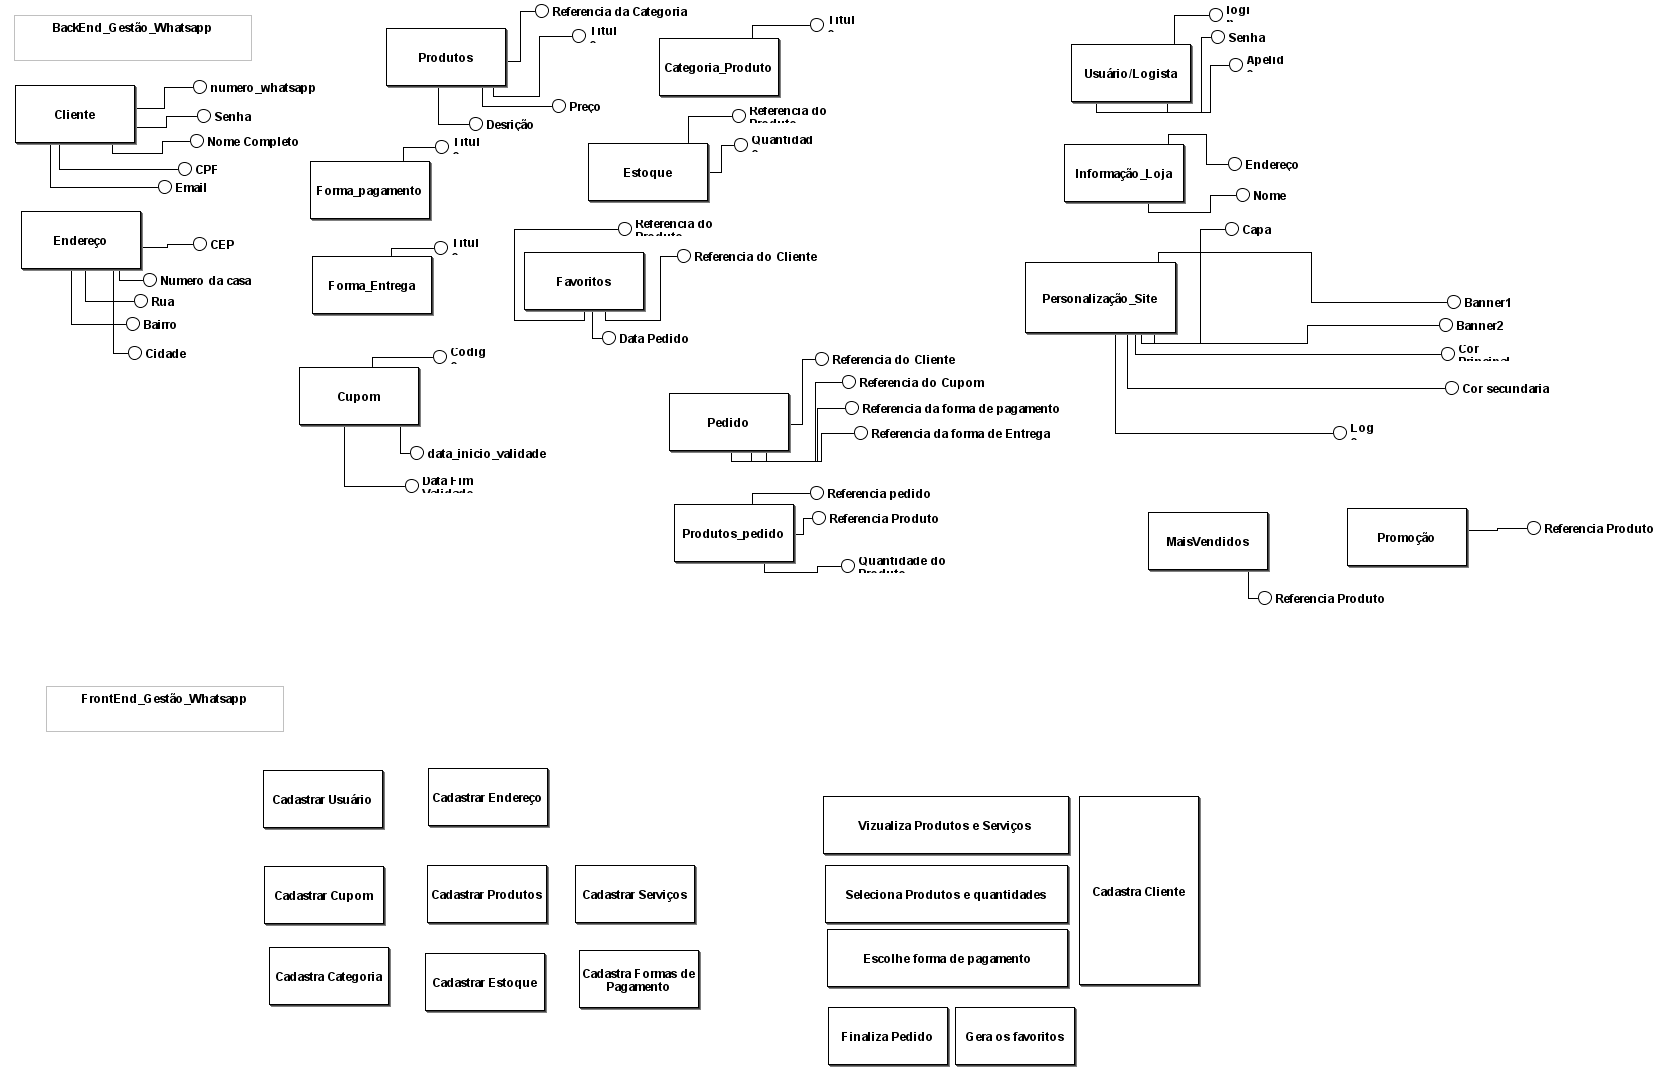 BackEnd_Gestão_Whatsapp
Cliente
numero_whatsapp
Senha
Nome Completo
CPF
Email
Endereço
CEP
Numero da casa
Rua
Bairro
Cidade
Produtos
Referencia da Categoria
Titul
Preço
Desrição
Categoria_Produto
Titul
Forma_pagamento
Titul
Estoque
Referencia do
Produto
Quantidad
Forma_Entrega
Titul
Favoritos
Referencia do
Produto
Referencia do Cliente
Data Pedido
Cupom
Codig
data_inicio_validade
Data Fim
Validade
Pedido
Referencia do Cliente
Referencia do Cupom
Referencia da forma de pagamento
Referencia da forma de Entrega
Produtos_pedido
Referencia pedido
Referencia Produto
Quantidade do
Produto
Usuário/Logista
logi
Senha
Apelid
Informação_Loja
Endereço
Nome
Personalização_Site
Capa
Banner1
Banner2
Cor
Principal
Cor secundaria
Log
MaisVendidos
Referencia Produto
Promoção
Referencia Produto
FrontEnd_Gestão_Whatsapp
Cadastrar Usuário
Cadastrar Endereço
Cadastrar Cupom
Cadastrar Produtos
Cadastrar Serviços
Cadastra Categoria
Cadastrar Estoque
Cadastra Formas de
Pagamento
Vizualiza Produtos e Serviços
Seleciona Produtos e quantidades
Escolhe forma de pagamento
Cadastra Cliente
Finaliza Pedido
Gera os favoritos